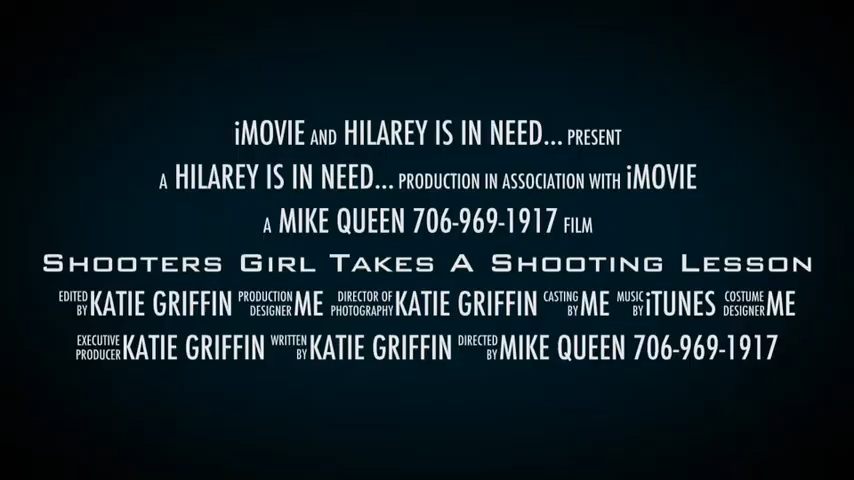 iMOVIE AND HILAREY IS IN NEED... PRESENT
A HILAREY IS IN NEED... PRODUCTION IN ASSOCIATION WITH iMOVIE
A MIKE QUEEN 706-969-1917 FILM
SHOOTERS GIRL TAKES A SHOOTING LESSON
EDITED BY KATIE GRIFFIN PRODUCTION DESIGNER ME DIRECTOR OF PHOTOGRAPHY KATIE GRIFFIN CASTING BY ME MUSIC BY iTUNES COSTUME DESIGNER ME
EXECUTIVE PRODUCER KATIE GRIFFIN WRITTEN BY KATIE GRIFFIN DIRECTED BY MIKE QUEEN 706-969-1917